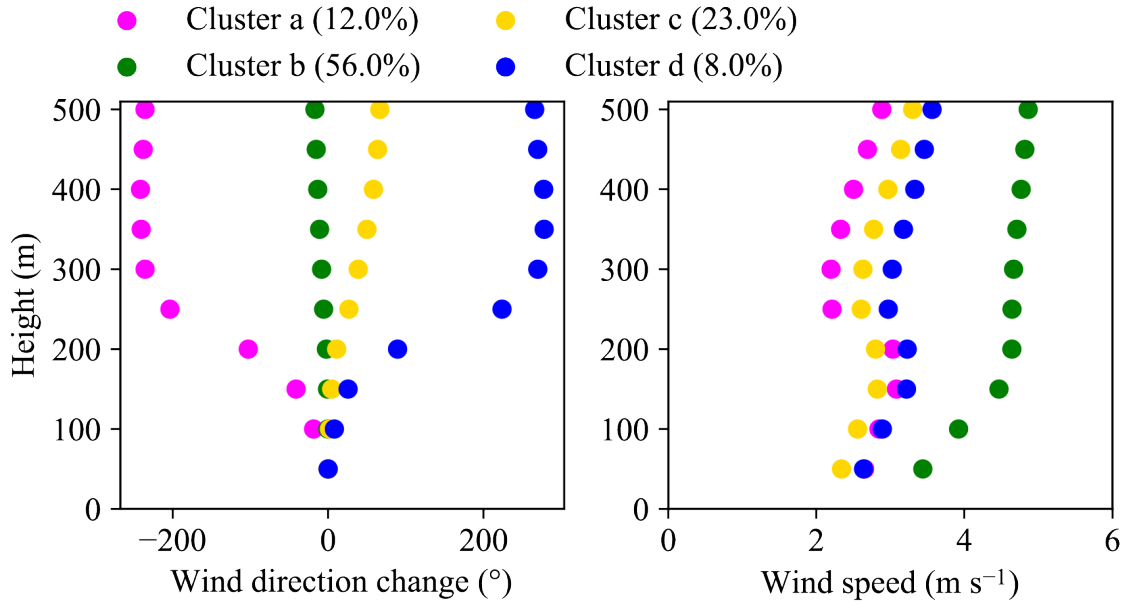 Cluster a (12.0%)
Cluster c (23.0%)
Cluster b (56.0%)
Cluster d (8.0%)
500
400
300
200
100
0
Height (m)
−200
0
200
Wind direction change (°)
500
400
300
200
100
0
0
2
4
6
Wind speed (m s⁻¹)